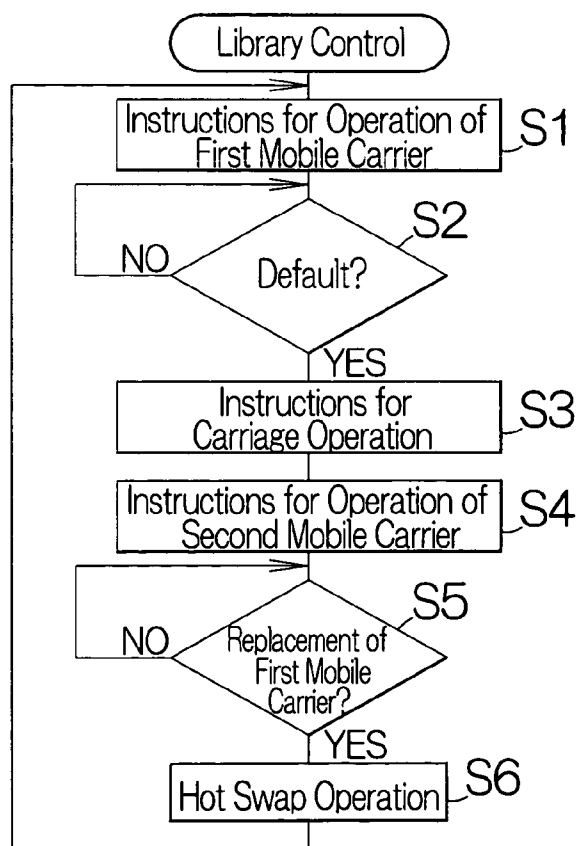 Library Control
Instructions for Operation of
First Mobile Carrier
S1
S2
Default?
NO
YES
Instructions for
Carriage Operation
S3
Instructions for Operation of
Second Mobile Carrier
S4
S5
Replacement of
First Mobile
Carrier?
NO
YES
Hot Swap Operation
S6